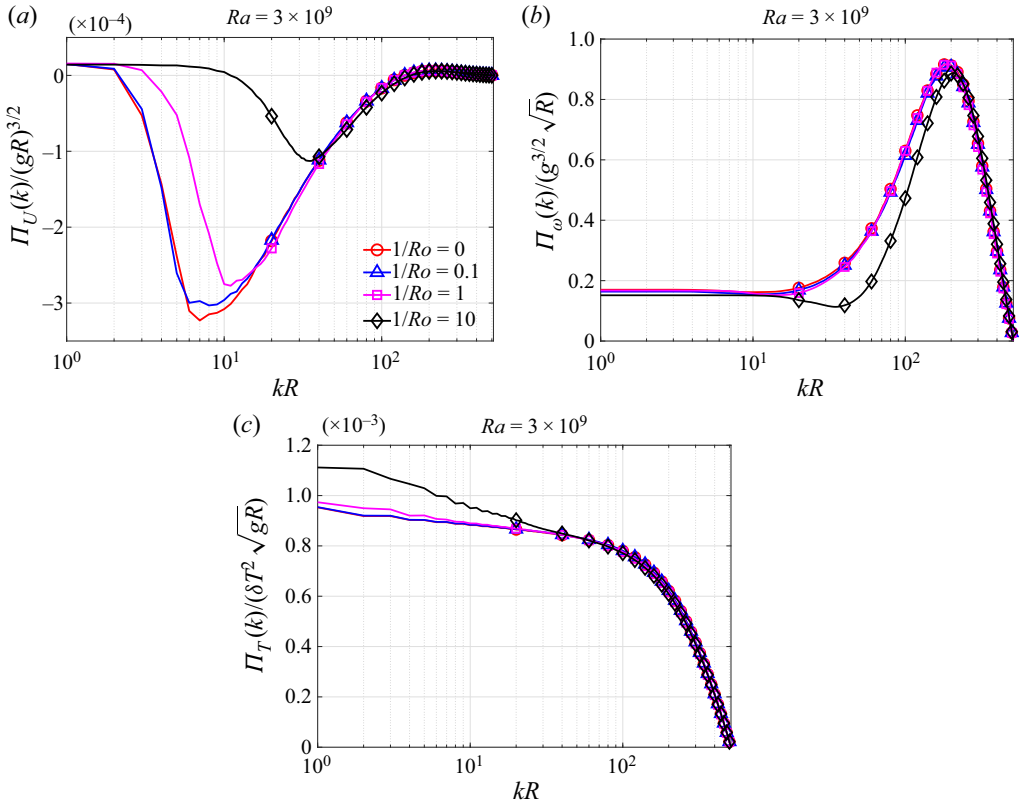 (a) Ra = 3 × 10⁹
(×10⁻⁴)
0
−1
−2
−3
10⁰ 10¹ 10²
kR
Π_U(k)/(gR)^{3/2}
1/Ro = 0
1/Ro = 0.1
1/Ro = 1
1/Ro = 10
(b) Ra = 3 × 10⁹
1.0
0.8
0.6
0.4
0.2
0
10⁰ 10¹ 10²
kR
Π_ω(k)/(g^{3/2} √R)
(c) (×10⁻³) Ra = 3 × 10⁹
1.2
1.0
0.8
0.6
0.4
0.2
0
10⁰ 10¹ 10²
kR
Π_T(k)/(δT² √gR)